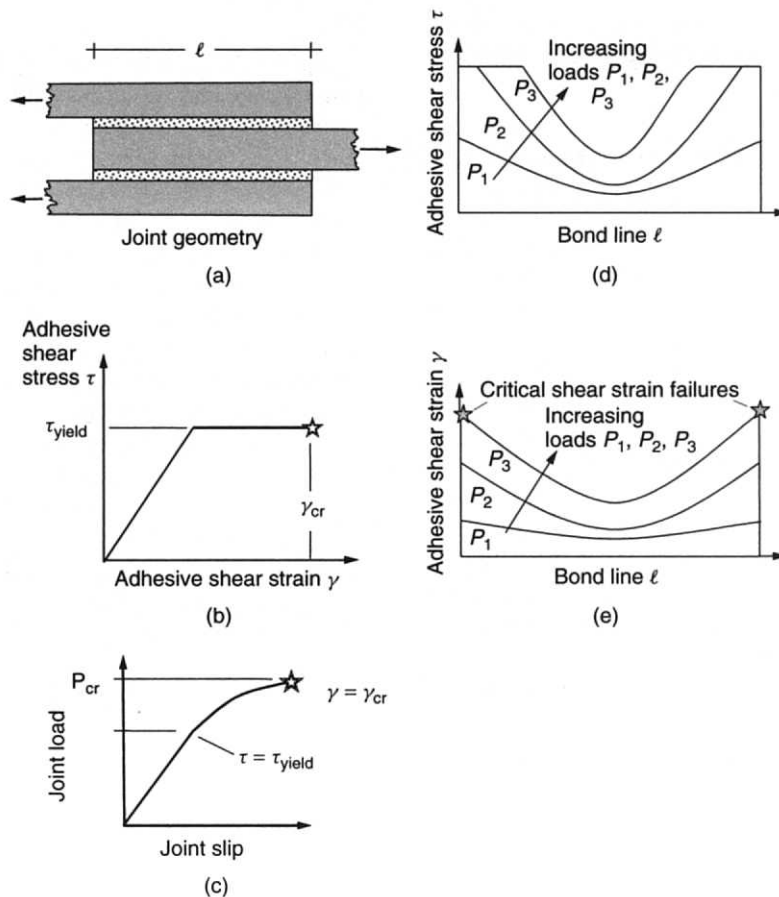 ℓ
Joint geometry
(a)
Adhesive
shear
stress τ
τyield
γcr
Adhesive shear strain γ
(b)
Pcr
γ = γcr
τ = τyield
Joint load
Joint slip
(c)
Adhesive shear stress τ
Increasing
loads P1, P2,
P3
P3
P2
P1
Bond line ℓ
(d)
Adhesive shear strain γ
Critical shear strain failures
Increasing
loads P1, P2, P3
P3
P2
P1
Bond line ℓ
(e)